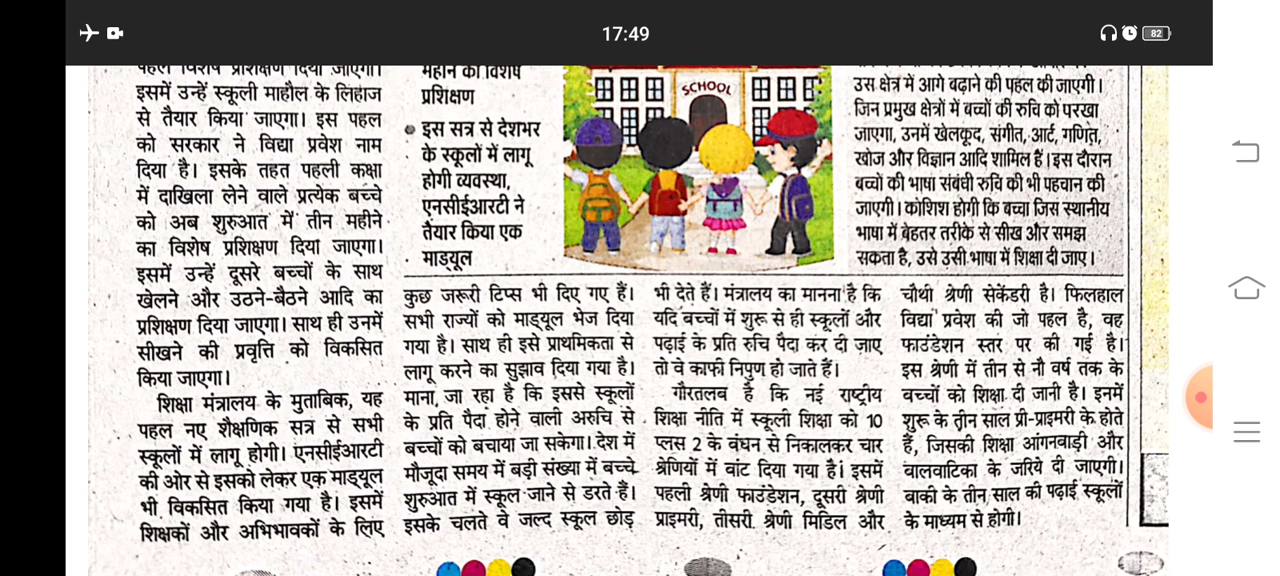 17:49
82
पहले विशेष प्रशिक्षण दिया जाएगा।
इसमें उन्हें स्कूली माहौल के लिहाज
से तैयार किया जाएगा। इस पहल
को सरकार ने विद्या प्रवेश नाम
दिया है। इसके तहत पहली कक्षा
में दाखिला लेने वाले प्रत्येक बच्चे
को अब शुरुआत में तीन महीने
का विशेष प्रशिक्षण दिया जाएगा।
इसमें उन्हें दूसरे बच्चों के साथ
खेलने और उठने-बैठने आदि का
प्रशिक्षण दिया जाएगा। साथ ही उनमें
सीखने की प्रवृत्ति को विकसित
किया जाएगा।
शिक्षा मंत्रालय के मुताबिक, यह
पहल नए शैक्षणिक सत्र से सभी
स्कूलों में लागू होगी। एनसीईआरटी
की ओर से इसको लेकर एक माड्यूल
भी विकसित किया गया है। इसमें
शिक्षकों और अभिभावकों के लिए
महीने का विशेष
प्रशिक्षण
इस सत्र से देशभर
के स्कूलों में लागू
होगी व्यवस्था,
एनसीईआरटी ने
तैयार किया एक
माड्यूल
SCHOOL
उस क्षेत्र में आगे बढ़ाने की पहल की जाएगी।
जिन प्रमुख क्षेत्रों में बच्चों की रुचि को परखा
जाएगा, उनमें खेलकूद, संगीत, आर्ट, गणित,
खोज और विज्ञान आदि शामिल हैं। इस दौरान
बच्चों की भाषा संबंधी रुचि की भी पहचान की
जाएगी। कोशिश होगी कि बच्चा जिस स्थानीय
भाषा में बेहतर तरीके से सीख और समझ
सकता है, उसे उसी भाषा में शिक्षा दी जाए।
कुछ जरूरी टिप्स भी दिए गए हैं।
सभी राज्यों को माड्यूल भेज दिया
गया है। साथ ही इसे प्राथमिकता से
लागू करने का सुझाव दिया गया है।
माना जा रहा है कि इससे स्कूलों
के प्रति पैदा होने वाली अरुचि से
बच्चों को बचाया जा सकेगा। देश में
मौजूदा समय में बड़ी संख्या में बच्चे
शुरुआत में स्कूल जाने से डरते हैं।
इसके चलते वे जल्द स्कूल छोड़
भी देते हैं। मंत्रालय का मानना है कि
यदि बच्चों में शुरू से ही स्कूलों और
पढ़ाई के प्रति रुचि पैदा कर दी जाए
तो वे काफी निपुण हो जाते हैं।
गौरतलब है कि नई राष्ट्रीय
शिक्षा नीति में स्कूली शिक्षा को 10
प्लस 2 के बंधन से निकालकर चार
श्रेणियों में बांट दिया गया है। इसमें
पहली श्रेणी फाउंडेशन, दूसरी श्रेणी
प्राइमरी, तीसरी श्रेणी मिडिल और
चौथी श्रेणी सेकेंडरी है। फिलहाल
विद्या प्रवेश की जो पहल है, वह
फाउंडेशन स्तर पर की गई है।
इस श्रेणी में तीन से नौ वर्ष तक के
बच्चों को शिक्षा दी जानी है। इनमें
शुरू के तीन साल प्री-प्राइमरी के होते
हैं, जिसकी शिक्षा आंगनबाड़ी और
बालवाटिका के जरिये दी जाएगी।
बाकी के तीन साल की पढ़ाई स्कूलों
के माध्यम से होगी।